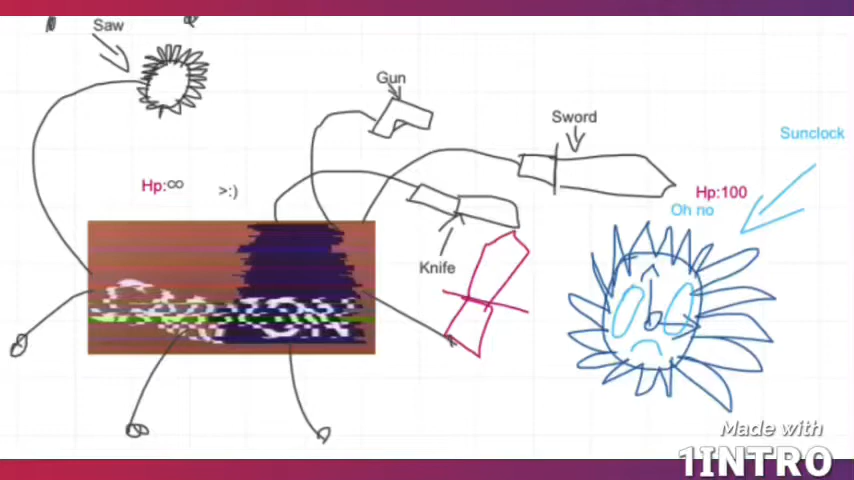 Saw
Gun
Sword
Sunclock
Hp:∞
>:)
Hp:100
Oh no
Knife
Made with
1INTRO